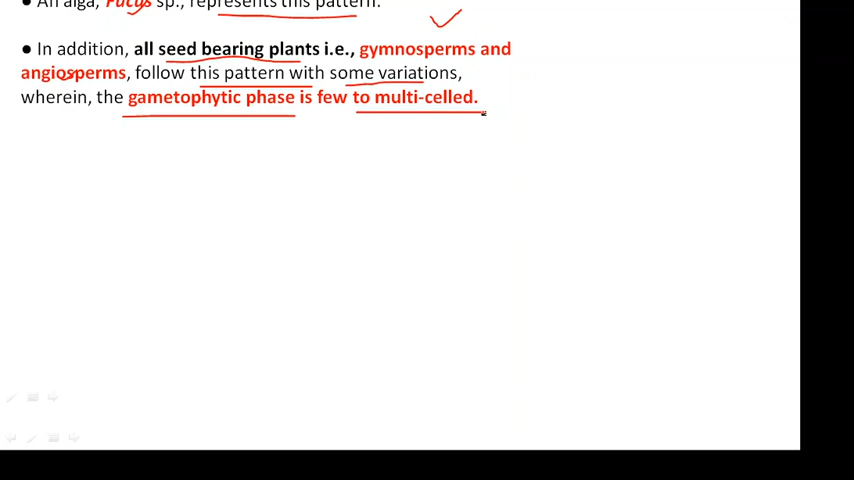 ● An alga, Fucus sp., represents this pattern.
● In addition, all seed bearing plants i.e., gymnosperms and
angiosperms, follow this pattern with some variations,
wherein, the gametophytic phase is few to multi-celled.